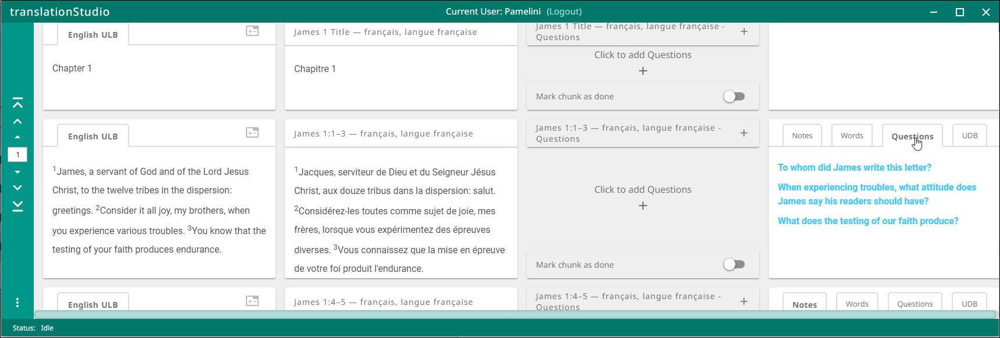 translationStudio
Current User: Pamelini (Logout)
English ULB
Chapter 1
James 1 Title — français, langue française
Chapitre 1
James 1 Title — français, langue française -
Questions
Click to add Questions
Mark chunk as done
1
English ULB
1James, a servant of God and of the Lord Jesus
Christ, to the twelve tribes in the dispersion:
greetings. 2Consider it all joy, my brothers, when
you experience various troubles. 3You know that the
testing of your faith produces endurance.
James 1:1–3 — français, langue française
1Jacques, serviteur de Dieu et du Seigneur Jésus
Christ, aux douze tribus dans la dispersion: salut.
2Considérez-les toutes comme sujet de joie, mes
frères, lorsque vous expérimentez des épreuves
diverses. 3Vous connaissez que la mise en épreuve
de votre foi produit l'endurance.
James 1:1–3 — français, langue française -
Questions
Click to add Questions
Mark chunk as done
Notes Words Questions UDB
To whom did James write this letter?
When experiencing troubles, what attitude does
James say his readers should have?
What does the testing of our faith produce?
English ULB
James 1:4–5 — français, langue française
James 1:4–5 — français, langue française -
Questions
Notes Words Questions UDB
Status: Idle